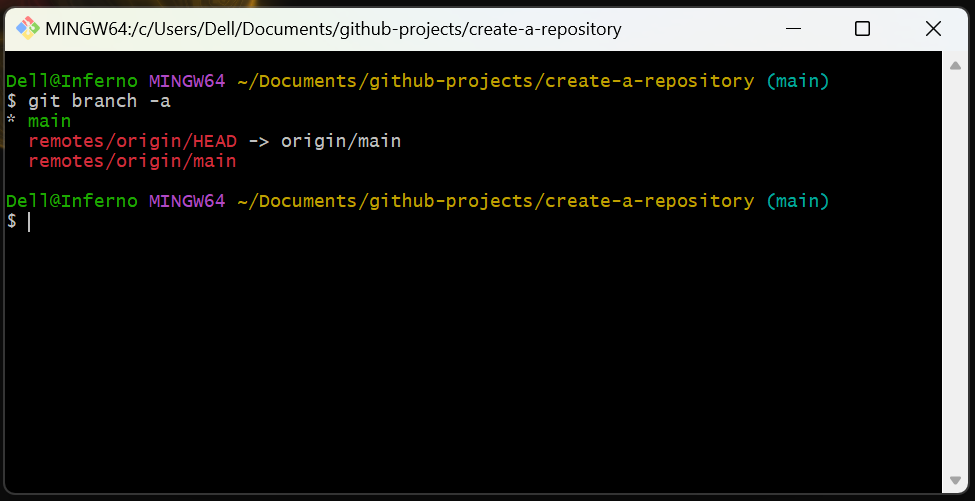 MINGW64:/c/Users/Dell/Documents/github-projects/create-a-repository
Dell@Inferno MINGW64 ~/Documents/github-projects/create-a-repository (main)
$ git branch -a
* main
  remotes/origin/HEAD -> origin/main
  remotes/origin/main
Dell@Inferno MINGW64 ~/Documents/github-projects/create-a-repository (main)
$